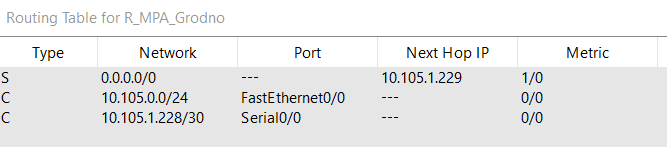 Routing Table for R_MPA_Grodno
Type Network Port Next Hop IP Metric
S 0.0.0.0/0 --- 10.105.1.229 1/0
C 10.105.0.0/24 FastEthernet0/0 --- 0/0
C 10.105.1.228/30 Serial0/0 --- 0/0